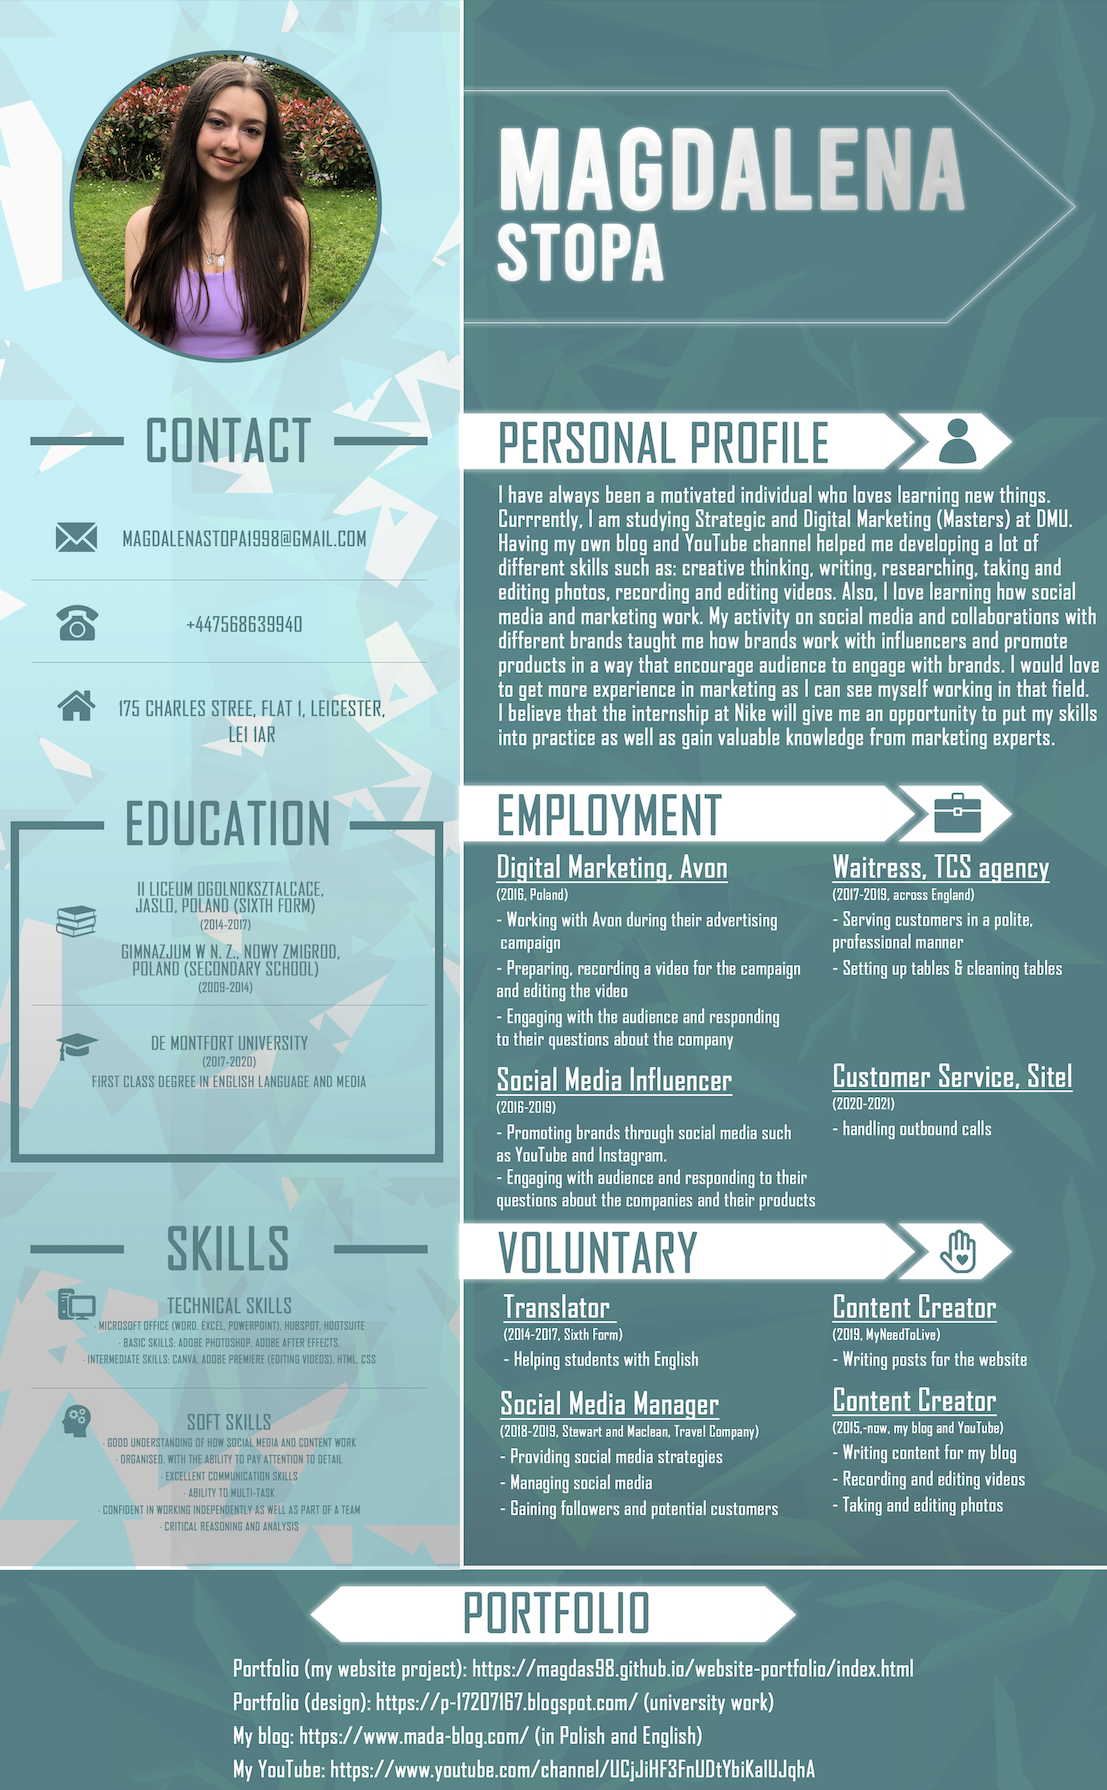 MAGDALENA
STOPA
CONTACT
MAGDALENASTOPA1998@GMAIL.COM
+447568639940
175 CHARLES STREE, FLAT 1, LEICESTER,
LE1 1AR
EDUCATION
II LICEUM OGOLNOKSZTALCACE,
JASLO, POLAND (SIXTH FORM)
(2014-2017)
GIMNAZJUM W N. Z., NOWY ZMIGROD,
POLAND (SECONDARY SCHOOL)
(2009-2014)
DE MONTFORT UNIVERSITY
(2017-2020)
FIRST CLASS DEGREE IN ENGLISH LANGUAGE AND MEDIA
SKILLS
TECHNICAL SKILLS
- MICROSOFT OFFICE (WORD, EXCEL, POWERPOINT), HUBSPOT, HOOTSUITE
- BASIC SKILLS: ADOBE PHOTOSHOP, ADOBE AFTER EFFECTS,
- INTERMEDIATE SKILLS: CANVA, ADOBE PREMIERE (EDITING VIDEOS), HTML, CSS
SOFT SKILLS
- GOOD UNDERSTANDING OF HOW SOCIAL MEDIA AND CONTENT WORK
- ORGANISED, WITH THE ABILITY TO PAY ATTENTION TO DETAIL
- EXCELLENT COMMUNICATION SKILLS
- ABILITY TO MULTI-TASK
- CONFIDENT IN WORKING INDEPENDENTLY AS WELL AS PART OF A TEAM
- CRITICAL REASONING AND ANALYSIS
PERSONAL PROFILE
I have always been a motivated individual who loves learning new things.
Currrently, I am studying Strategic and Digital Marketing (Masters) at DMU.
Having my own blog and YouTube channel helped me developing a lot of
different skills such as: creative thinking, writing, researching, taking and
editing photos, recording and editing videos. Also, I love learning how social
media and marketing work. My activity on social media and collaborations with
different brands taught me how brands work with influencers and promote
products in a way that encourage audience to engage with brands. I would love
to get more experience in marketing as I can see myself working in that field.
I believe that the internship at Nike will give me an opportunity to put my skills
into practice as well as gain valuable knowledge from marketing experts.
EMPLOYMENT
Digital Marketing, Avon
(2016, Poland)
- Working with Avon during their advertising
campaign
- Preparing, recording a video for the campaign
and editing the video
- Engaging with the audience and responding
to their questions about the company
Social Media Influencer
(2016-2019)
- Promoting brands through social media such
as YouTube and Instagram.
- Engaging with audience and responding to their
questions about the companies and their products
Waitress, TCS agency
(2017-2019, across England)
- Serving customers in a polite,
professional manner
- Setting up tables & cleaning tables
Customer Service, Sitel
(2020-2021)
- handling outbound calls
VOLUNTARY
Translator
(2014-2017, Sixth Form)
- Helping students with English
Social Media Manager
(2018-2019, Stewart and Maclean, Travel Company)
- Providing social media strategies
- Managing social media
- Gaining followers and potential customers
Content Creator
(2019, MyNeedToLive)
- Writing posts for the website
Content Creator
(2015,-now, my blog and YouTube)
- Writing content for my blog
- Recording and editing videos
- Taking and editing photos
PORTFOLIO
Portfolio (my website project): https://magdas98.github.io/website-portfolio/index.html
Portfolio (design): https://p-17207167.blogspot.com/ (university work)
My blog: https://www.mada-blog.com/ (in Polish and English)
My YouTube: https://www.youtube.com/channel/UCjJiHF3FnUDtYbiKalUJqhA